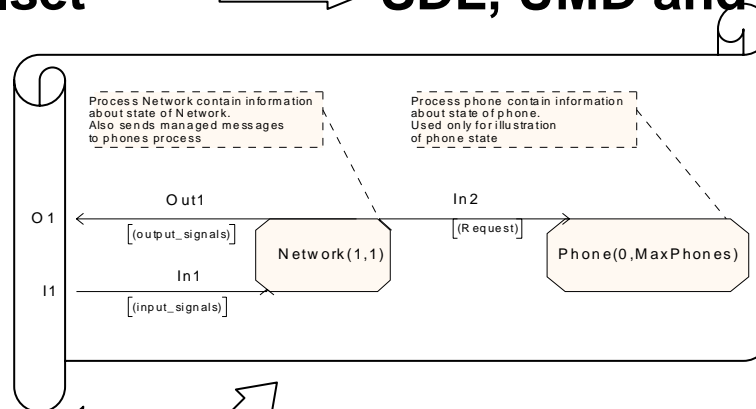 SDL, UMD and
Process Network contain information
about state of Network.
Also sends managed messages
to phones process
Process phone contain information
about state of phone.
Used only for illustration
of phone state
Out1
In2
O1
[(output_signals)]
[(Request)]
Network(1,1)
Phone(0,MaxPhones)
In1
I1
[(input_signals)]